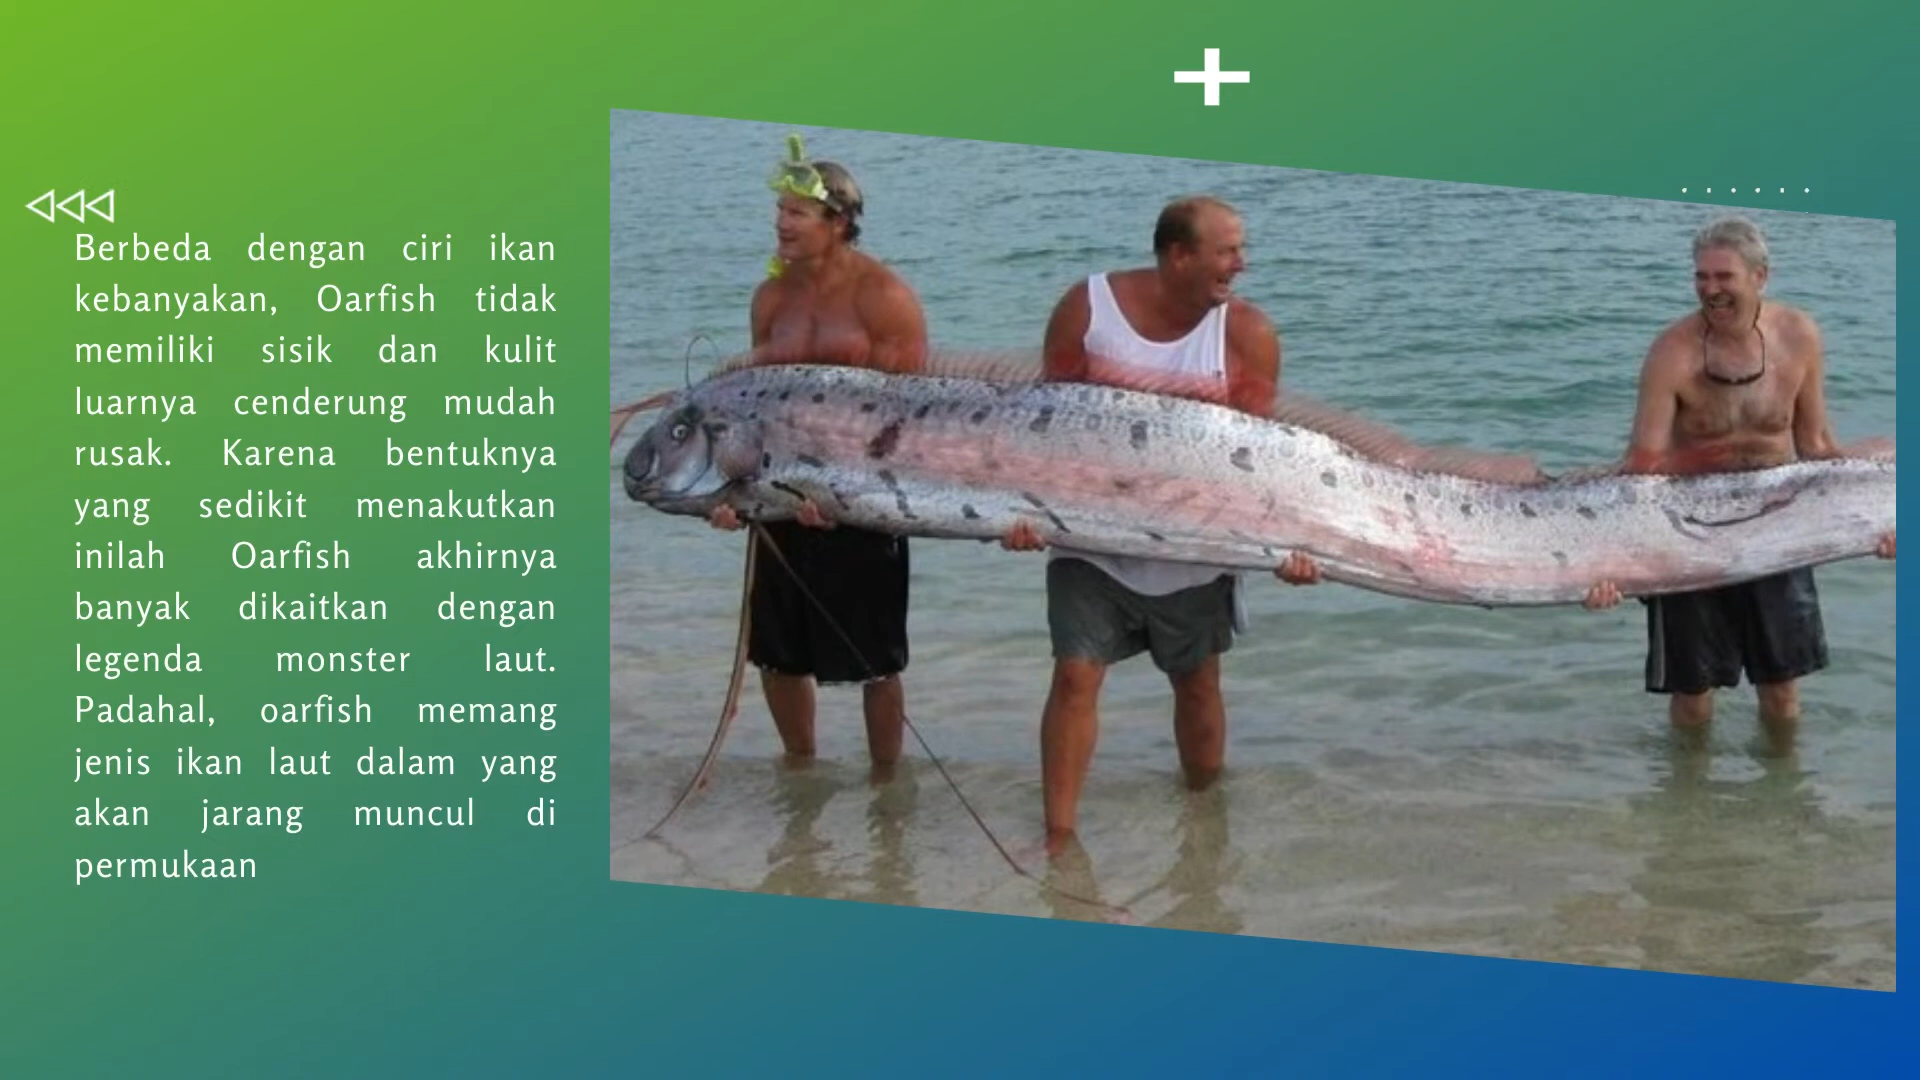 Berbeda dengan ciri ikan
kebanyakan, Oarfish tidak
memiliki sisik dan kulit
luarnya cenderung mudah
rusak. Karena bentuknya
yang sedikit menakutkan
inilah Oarfish akhirnya
banyak dikaitkan dengan
legenda monster laut.
Padahal, oarfish memang
jenis ikan laut dalam yang
akan jarang muncul di
permukaan